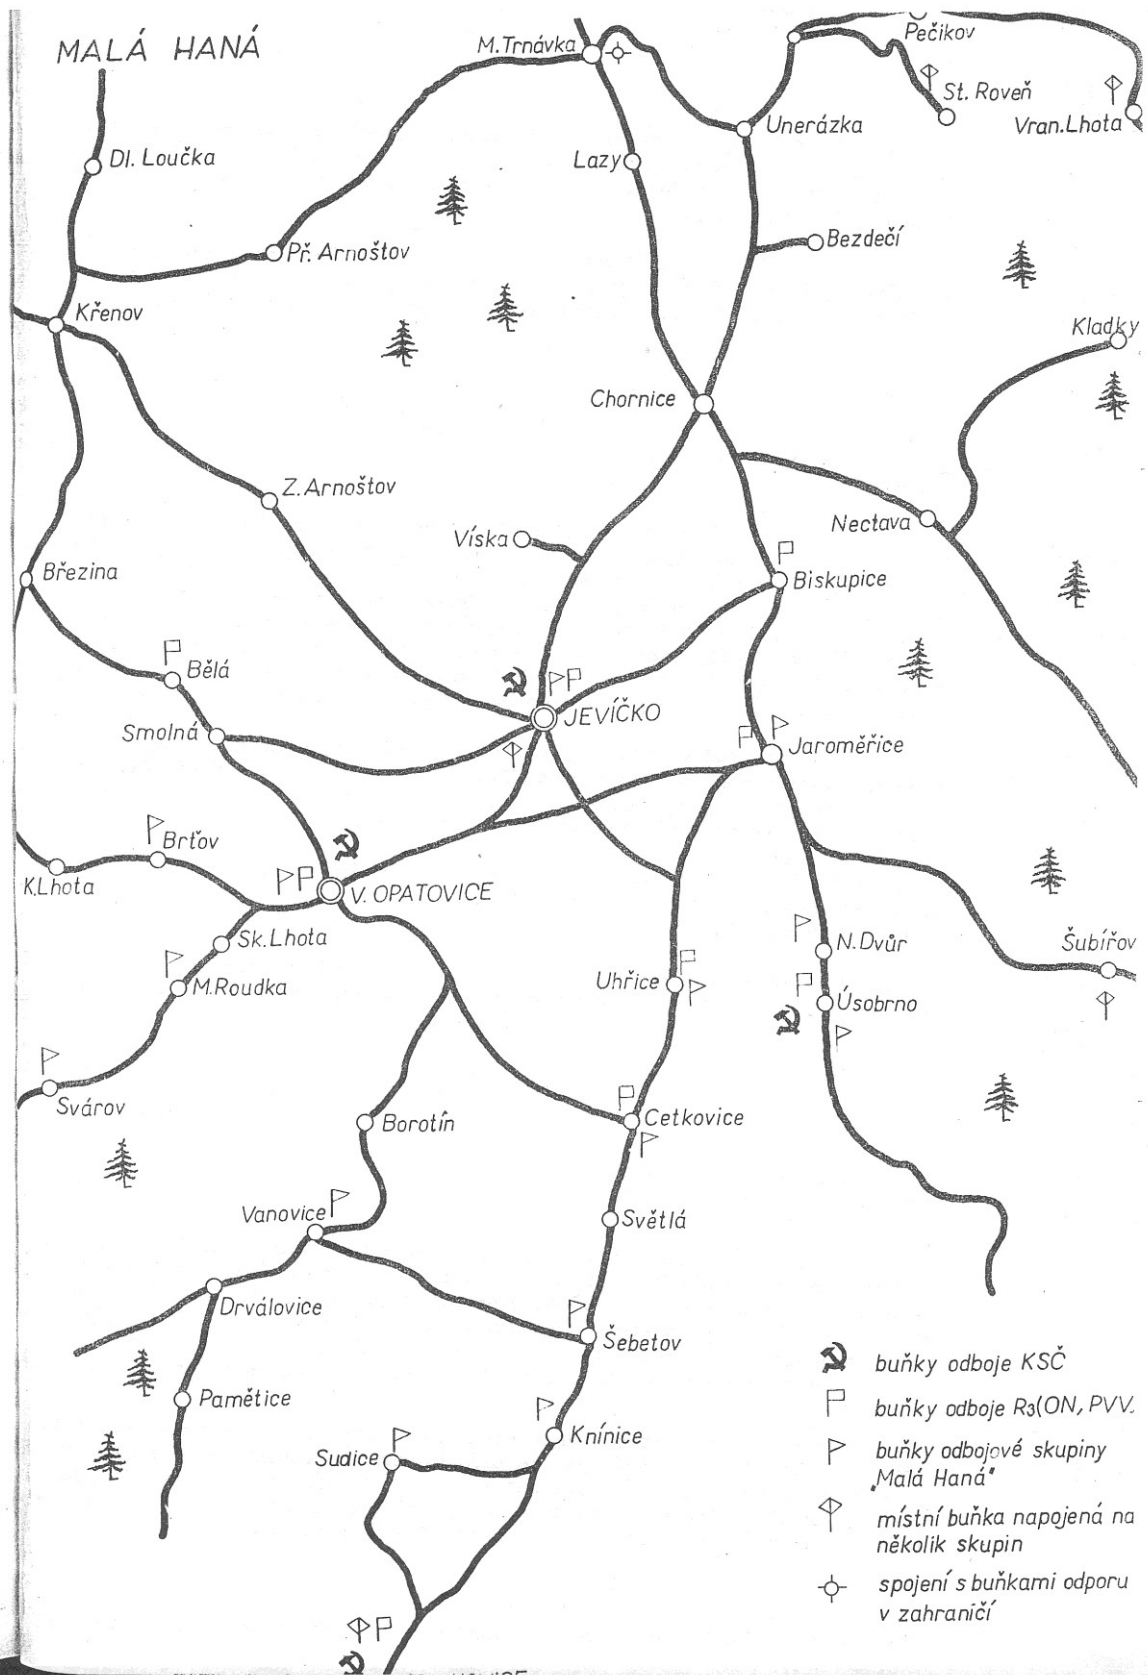 MALÁ HANÁ
M. Trnávka
Pečikov
St. Roveň
Vran. Lhota
Unerázka
Lazy
Dl. Loučka
Bezdečí
Př. Arnoštov
Křenov
Kladky
Chornice
Z. Arnoštov
Nectava
Víska
Březina
Biskupice
Bělá
JEVÍČKO
Smolná
Jaroměřice
Brťov
K. Lhota
V. OPATOVICE
Sk. Lhota
N. Dvůr
Šubířov
M. Roudka
Uhřice
Úsobrno
Svárov
Borotín
Cetkovice
Vanovice
Světlá
Drválovice
Šebetov
Pamětice
Knínice
Sudice
buňky odboje KSČ
buňky odboje R3(ON, PVV.
buňky odbojové skupiny
„Malá Haná"
místní buňka napojená na
několik skupin
spojení s buňkami odporu
v zahraničí